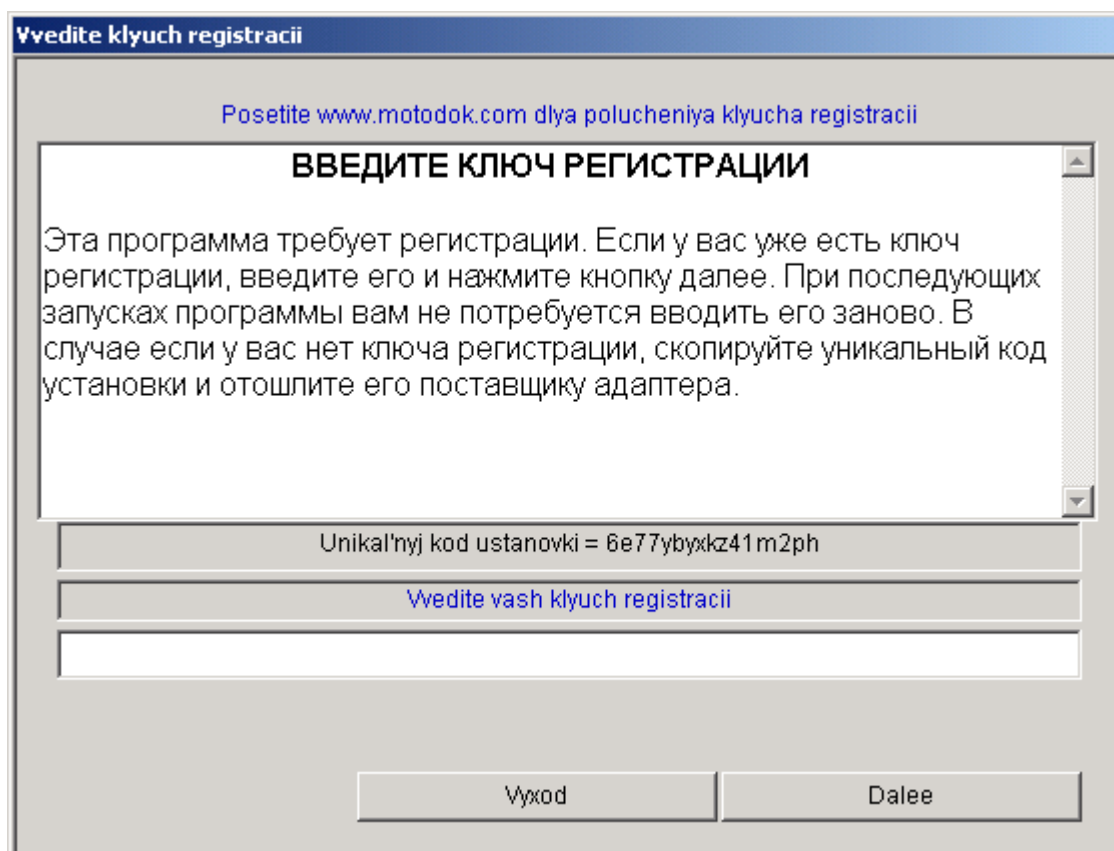 Vvedite klyuch registracii
Posetite www.motodok.com dlya polucheniya klyucha registracii
ВВЕДИТЕ КЛЮЧ РЕГИСТРАЦИИ
Эта программа требует регистрации. Если у вас уже есть ключ
регистрации, введите его и нажмите кнопку далее. При последующих
запусках программы вам не потребуется вводить его заново. В
случае если у вас нет ключа регистрации, скопируйте уникальный код
установки и отошлите его поставщику адаптера.
Unikal'nyj kod ustanovki = 6e77ybyxkz41m2ph
Vvedite vash klyuch registracii
Vyxod
Dalee